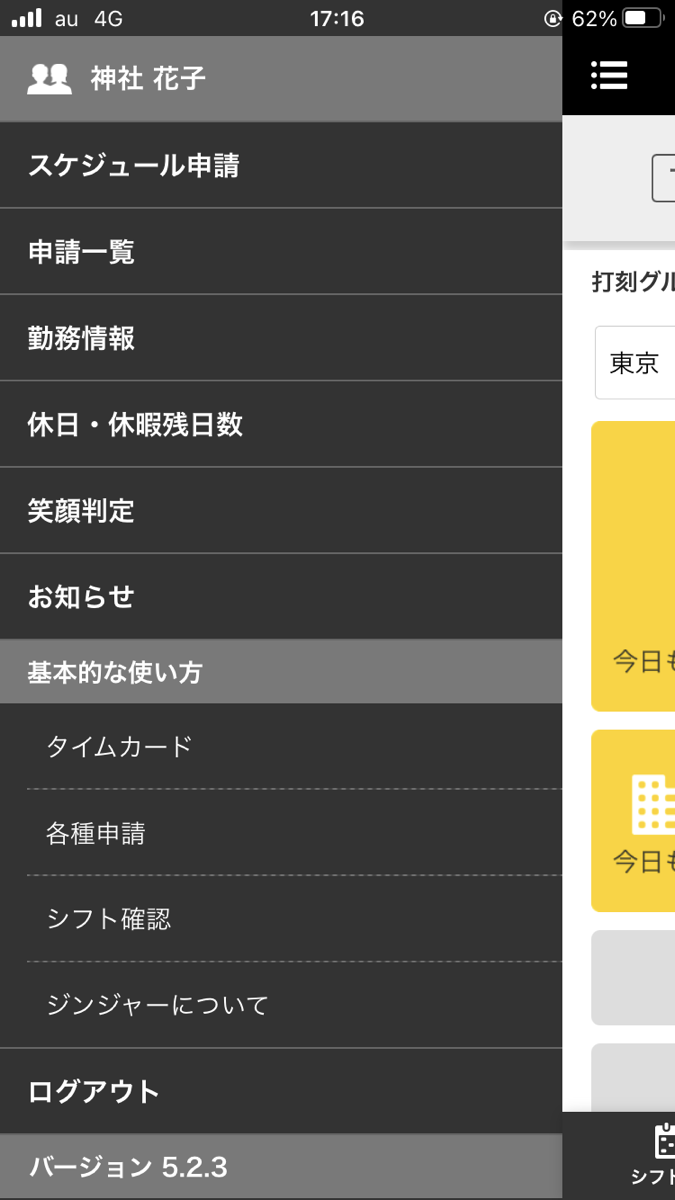 au 4G 17:16 62%
神社 花子
スケジュール申請
申請一覧
勤務情報
休日・休暇残日数
笑顔判定
お知らせ
基本的な使い方
タイムカード
各種申請
シフト確認
ジンジャーについて
ログアウト
バージョン 5.2.3
打刻グル
東京
今日も
今日も
シフト